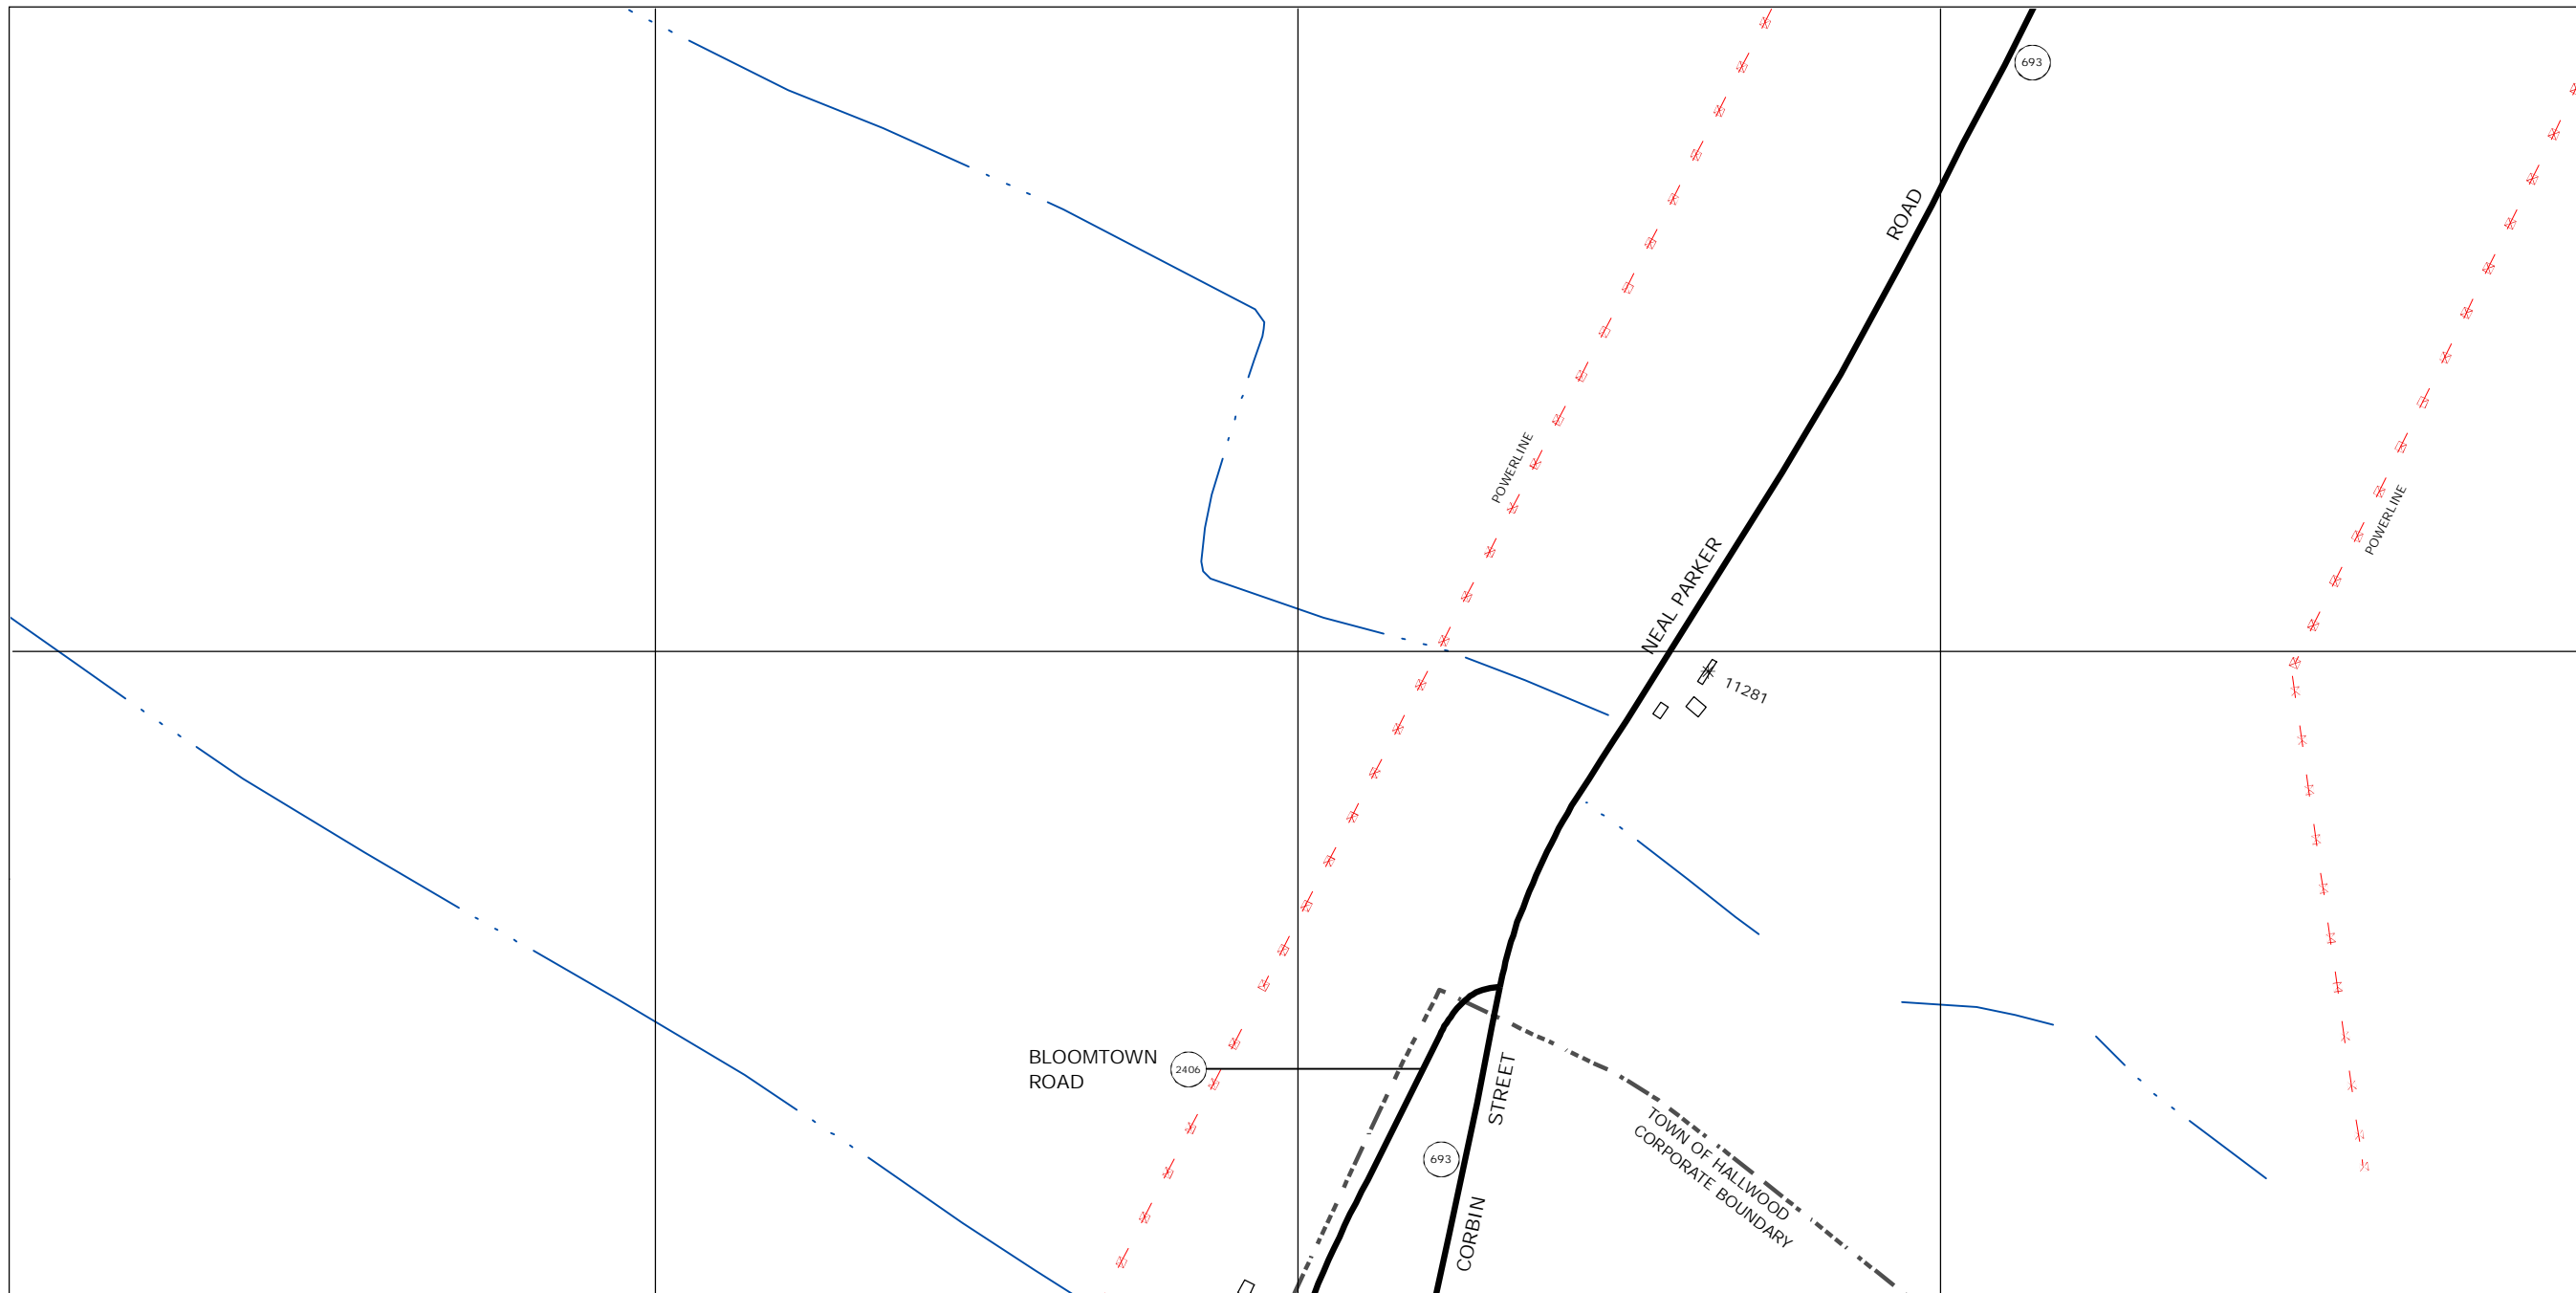 693
ROAD
POWERLINE
POWERLINE
NEAL PARKER
11281
BLOOMTOWN
ROAD
2406
STREET
693
CORBIN
TOWN OF HALLWOOD
CORPORATE BOUNDARY